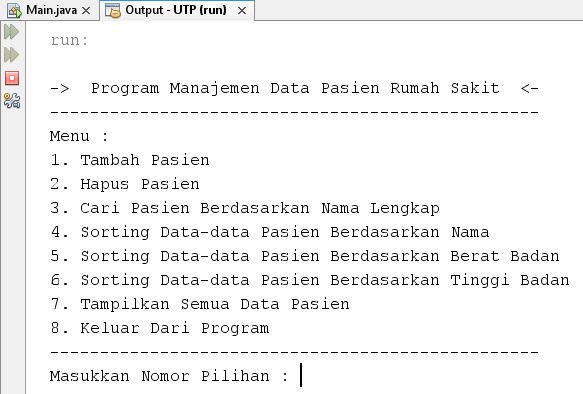 Main.java × Output - UTP (run) ×
run:
->  Program Manajemen Data Pasien Rumah Sakit  <-
-------------------------------------------------
Menu :
1. Tambah Pasien
2. Hapus Pasien
3. Cari Pasien Berdasarkan Nama Lengkap
4. Sorting Data-data Pasien Berdasarkan Nama
5. Sorting Data-data Pasien Berdasarkan Berat Badan
6. Sorting Data-data Pasien Berdasarkan Tinggi Badan
7. Tampilkan Semua Data Pasien
8. Keluar Dari Program
-------------------------------------------------
Masukkan Nomor Pilihan :